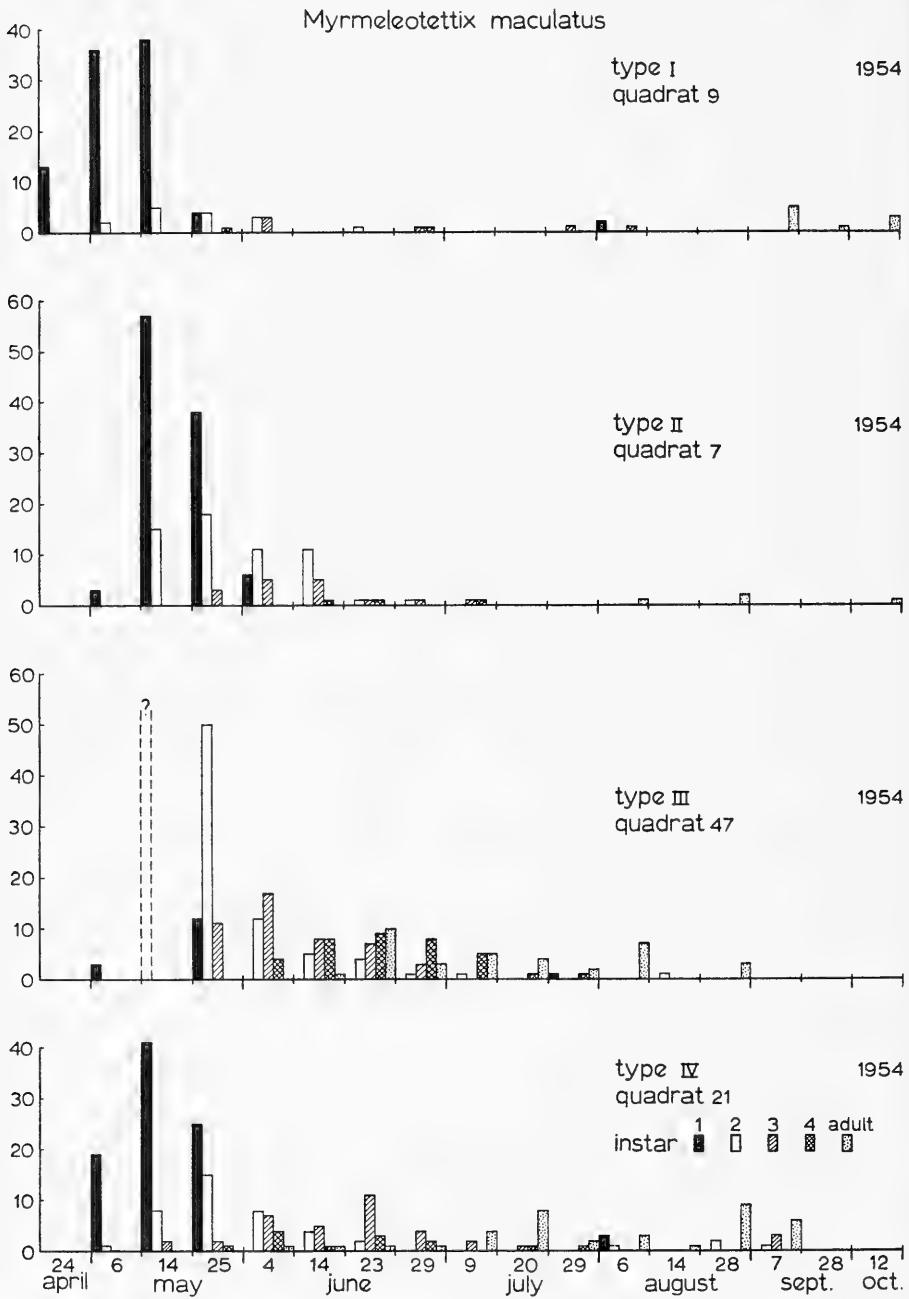 Myrmeleotettix maculatus
40
30
20
10
0
type I 1954
quadrat 9
60
50
40
30
20
10
0
type II 1954
quadrat 7
60
50
40
30
20
10
0
?
type III 1954
quadrat 47
40
30
20
10
0
type IV 1954
quadrat 21
1 2 3 4 adult
instar
24 6 14 25 4 14 23 29 9 20 29 6 14 28 7 28 12
april may june july august sept. oct.